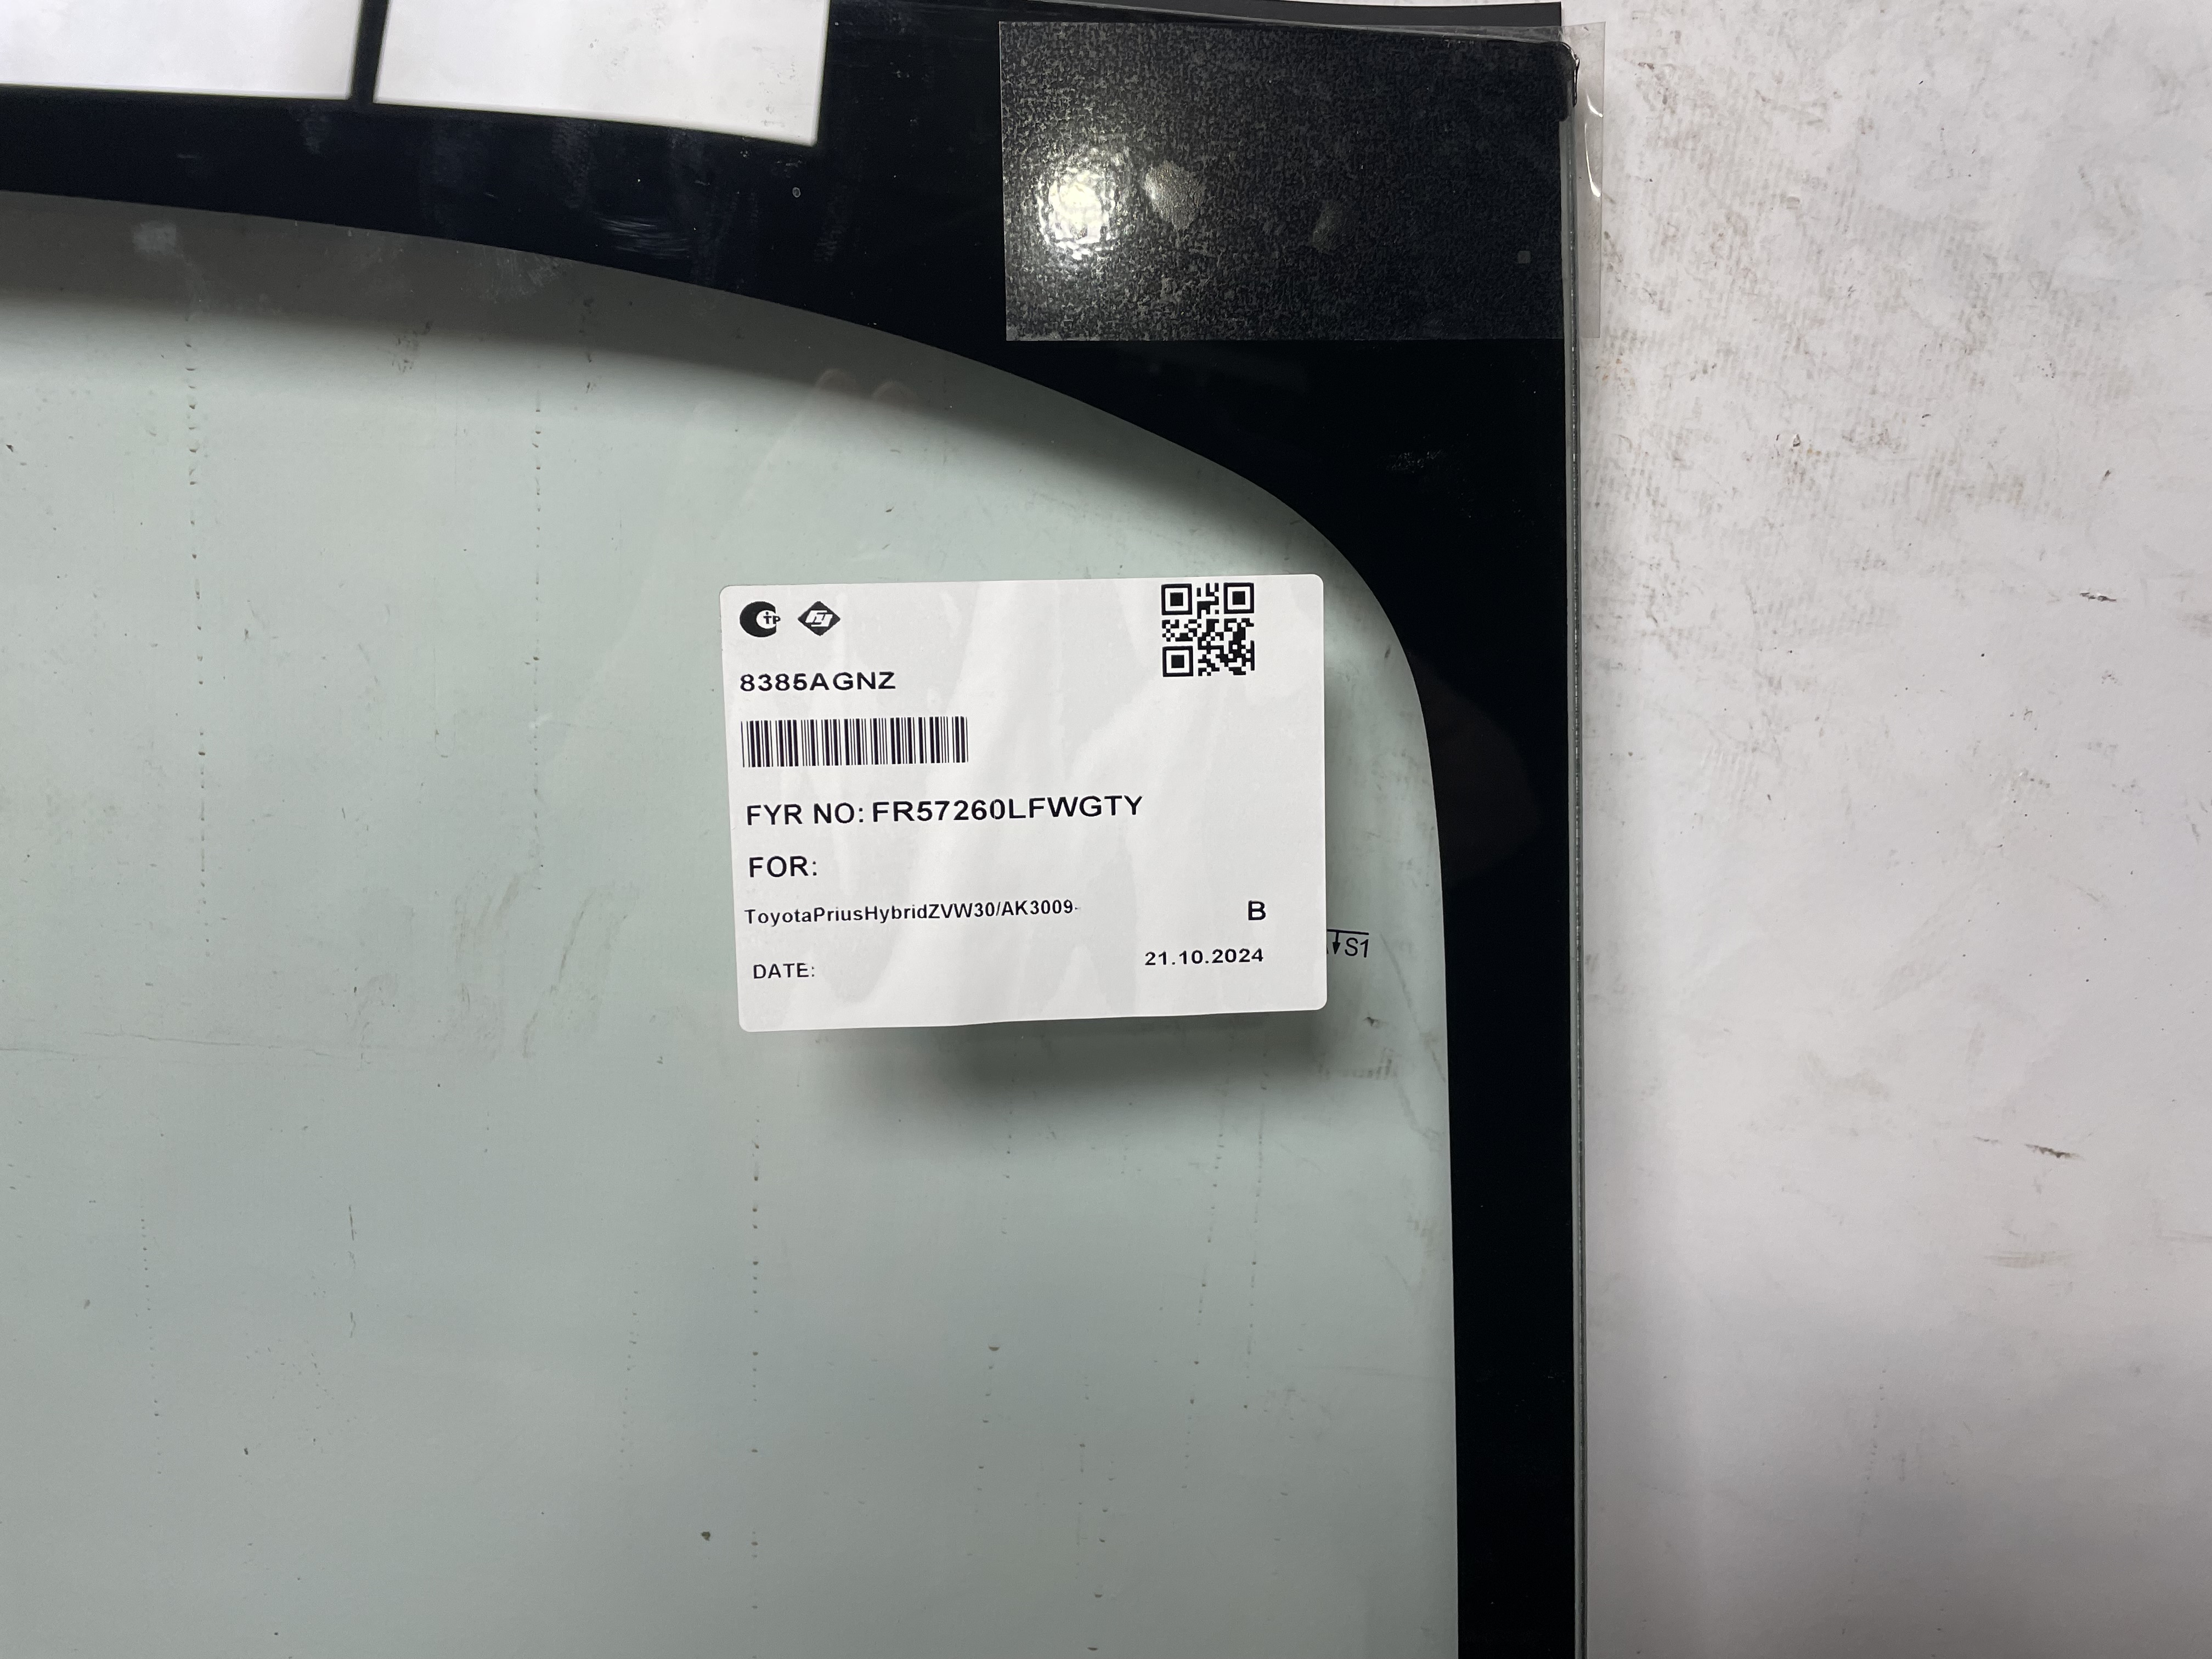 8385AGNZ
FYR NO: FR57260LFWGTY
FOR:
ToyotaPriusHybridZVW30/AK3009-
B
DATE: 21.10.2024
S1